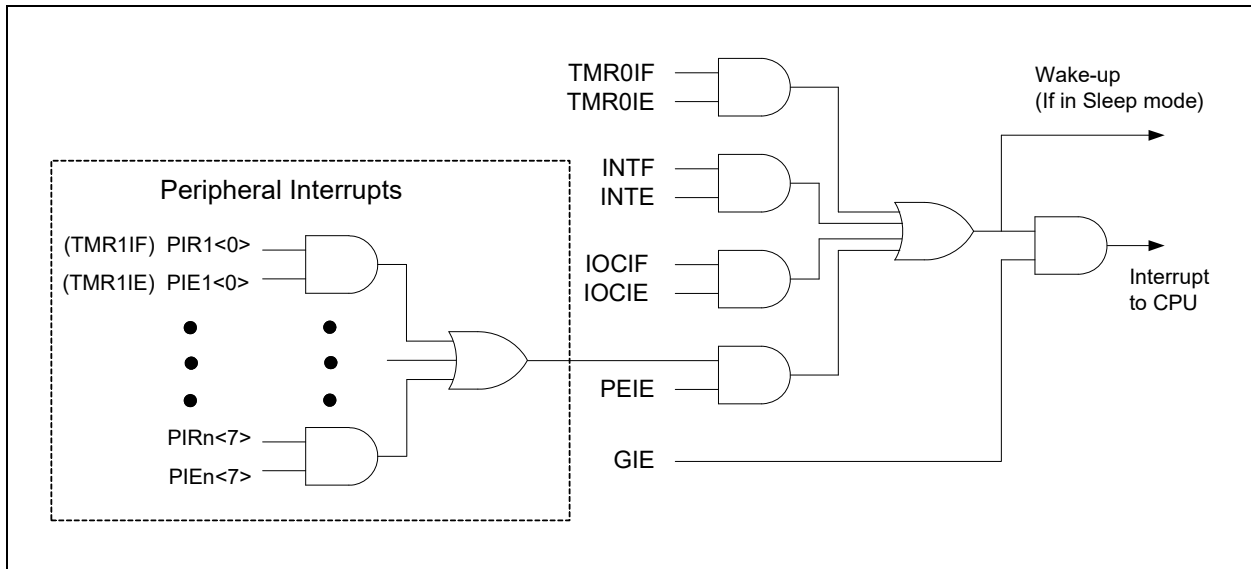 TMR0IF
TMR0IE
Wake-up
(If in Sleep mode)
INTF
INTE
Peripheral Interrupts
(TMR1IF) PIR1<0>
(TMR1IE) PIE1<0>
IOCIF
IOCIE
Interrupt
to CPU
PEIE
PIRn<7>
PIEn<7>
GIE